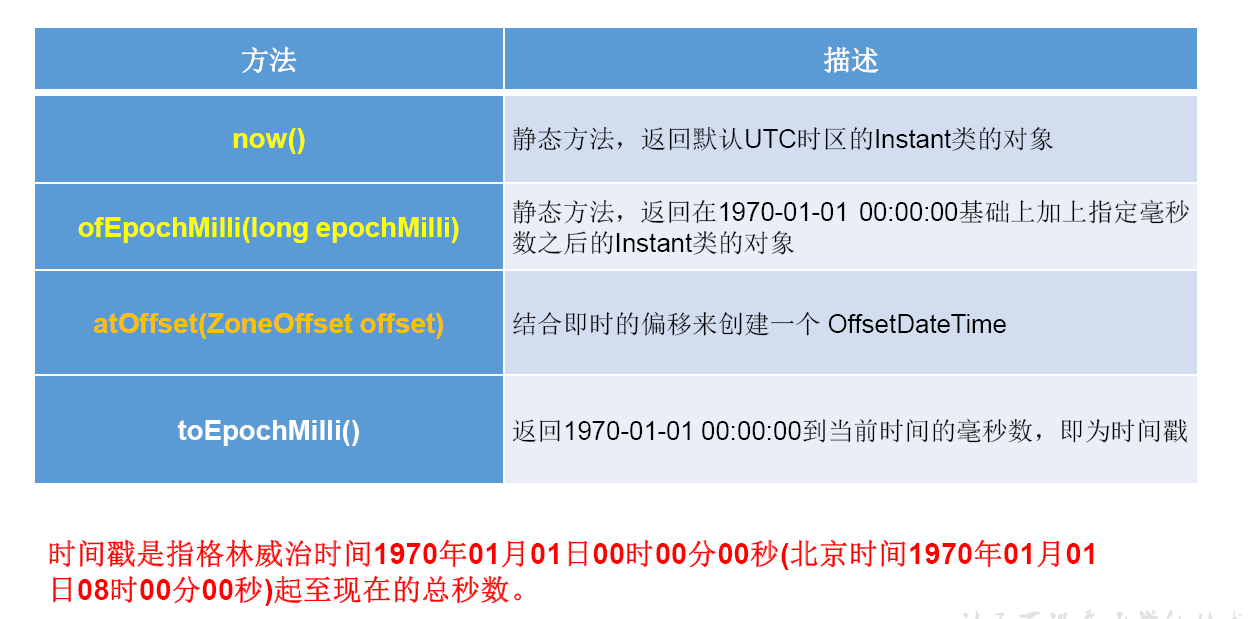 方法
描述
now()
静态方法，返回默认UTC时区的Instant类的对象
ofEpochMilli(long epochMilli)
静态方法，返回在1970-01-01 00:00:00基础上加上指定毫秒
数之后的Instant类的对象
atOffset(ZoneOffset offset)
结合即时的偏移来创建一个 OffsetDateTime
toEpochMilli()
返回1970-01-01 00:00:00到当前时间的毫秒数，即为时间戳
时间戳是指格林威治时间1970年01月01日00时00分00秒(北京时间1970年01月01
日08时00分00秒)起至现在的总秒数。